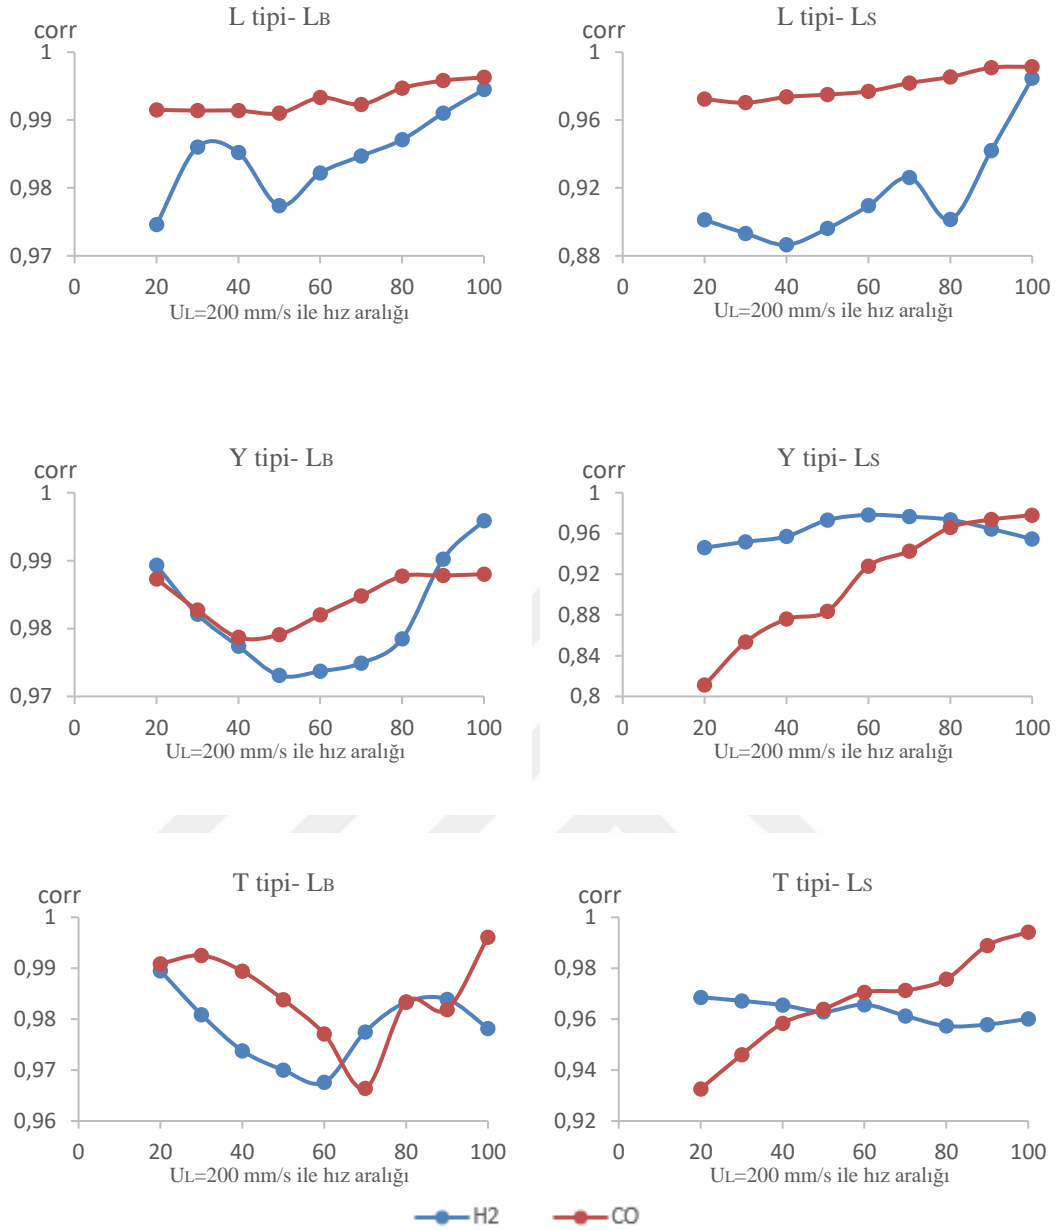 L tipi- LB
corr
1
0,99
0,98
0,97
0 20 40 60 80 100
UL=200 mm/s ile hız aralığı
L tipi- LS
corr
1
0,96
0,92
0,88
0 20 40 60 80 100
UL=200 mm/s ile hız aralığı
Y tipi- LB
corr
1
0,99
0,98
0,97
0 20 40 60 80 100
UL=200 mm/s ile hız aralığı
Y tipi- LS
corr
1
0,96
0,92
0,88
0,84
0,8
0 20 40 60 80 100
UL=200 mm/s ile hız aralığı
T tipi- LB
corr
1
0,99
0,98
0,97
0,96
0 20 40 60 80 100
UL=200 mm/s ile hız aralığı
T tipi- LS
corr
1
0,98
0,96
0,94
0,92
0 20 40 60 80 100
UL=200 mm/s ile hız aralığı
H2 CO